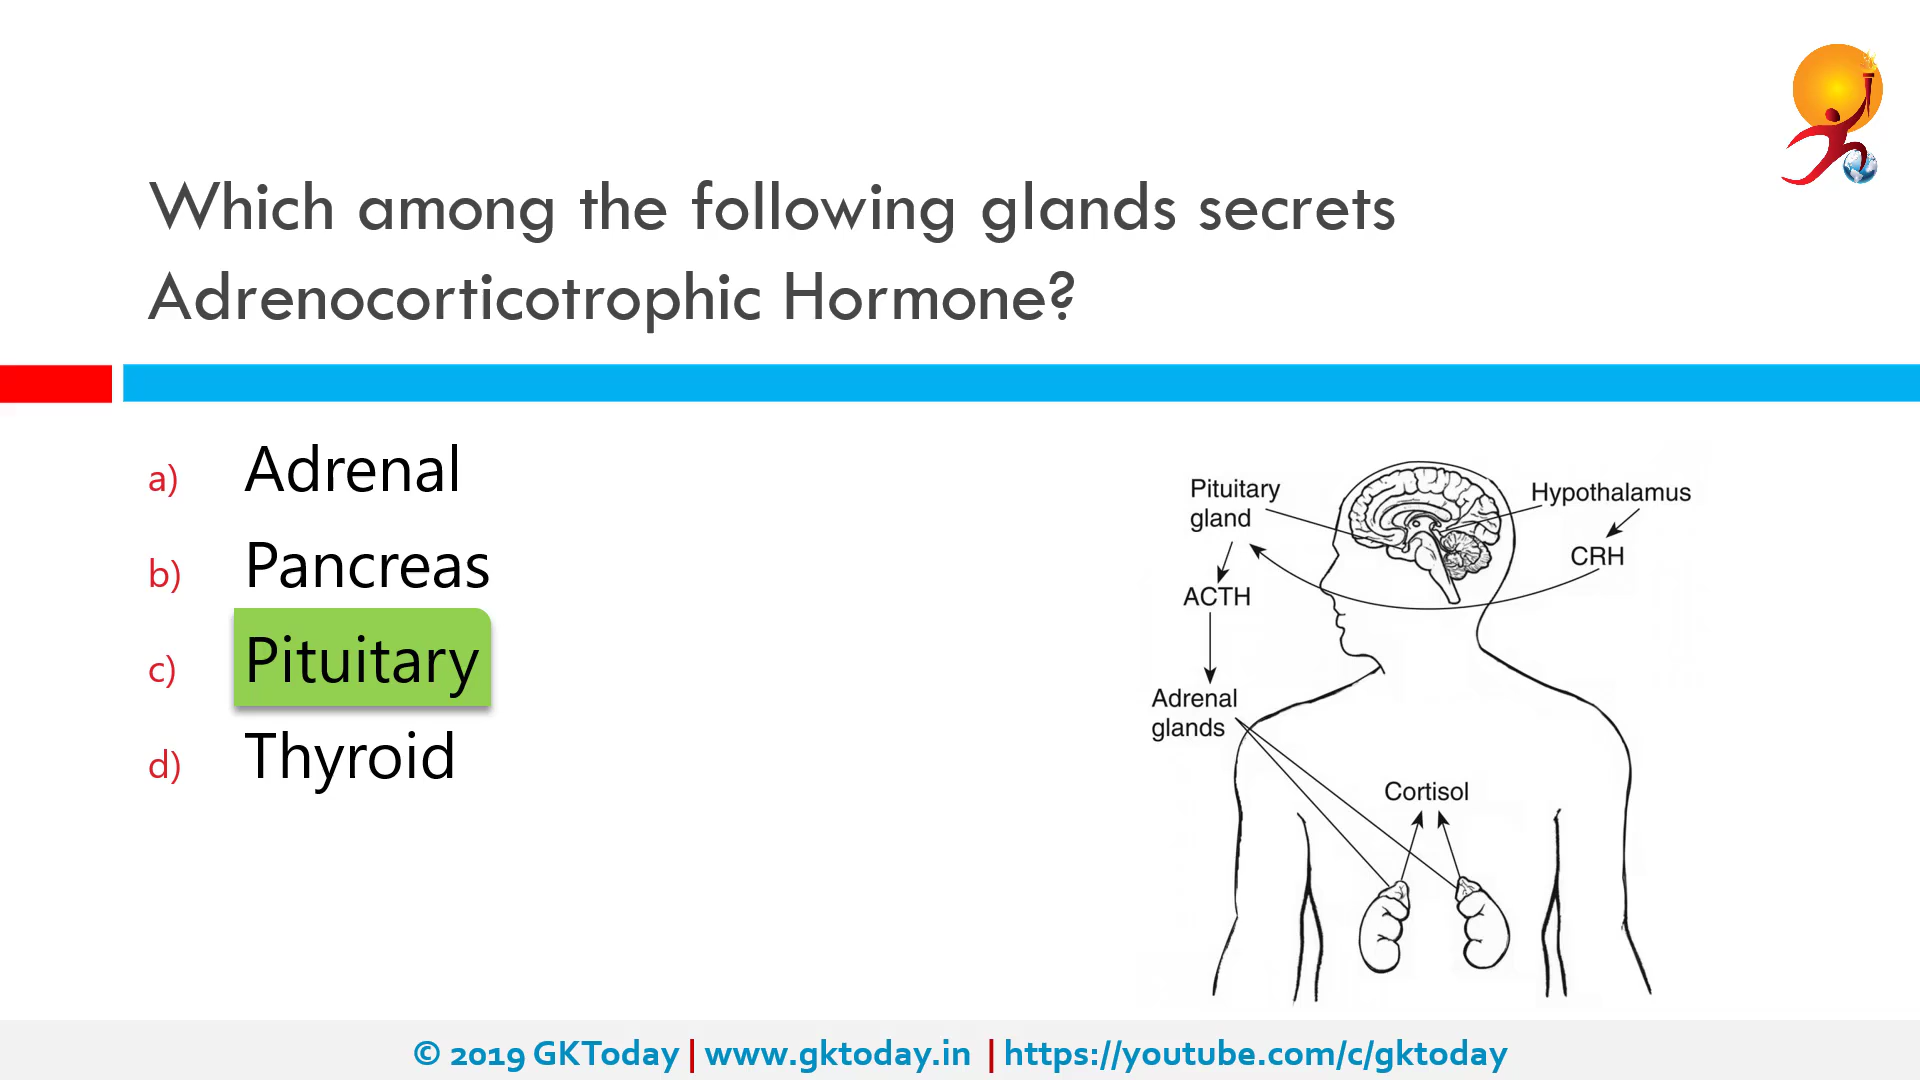 Which among the following glands secrets
Adrenocorticotrophic Hormone?
a) Adrenal
b) Pancreas
c) Pituitary
d) Thyroid
Pituitary
gland
Hypothalamus
CRH
ACTH
Adrenal
glands
Cortisol
© 2019 GKToday | www.gktoday.in | https://youtube.com/c/gktoday